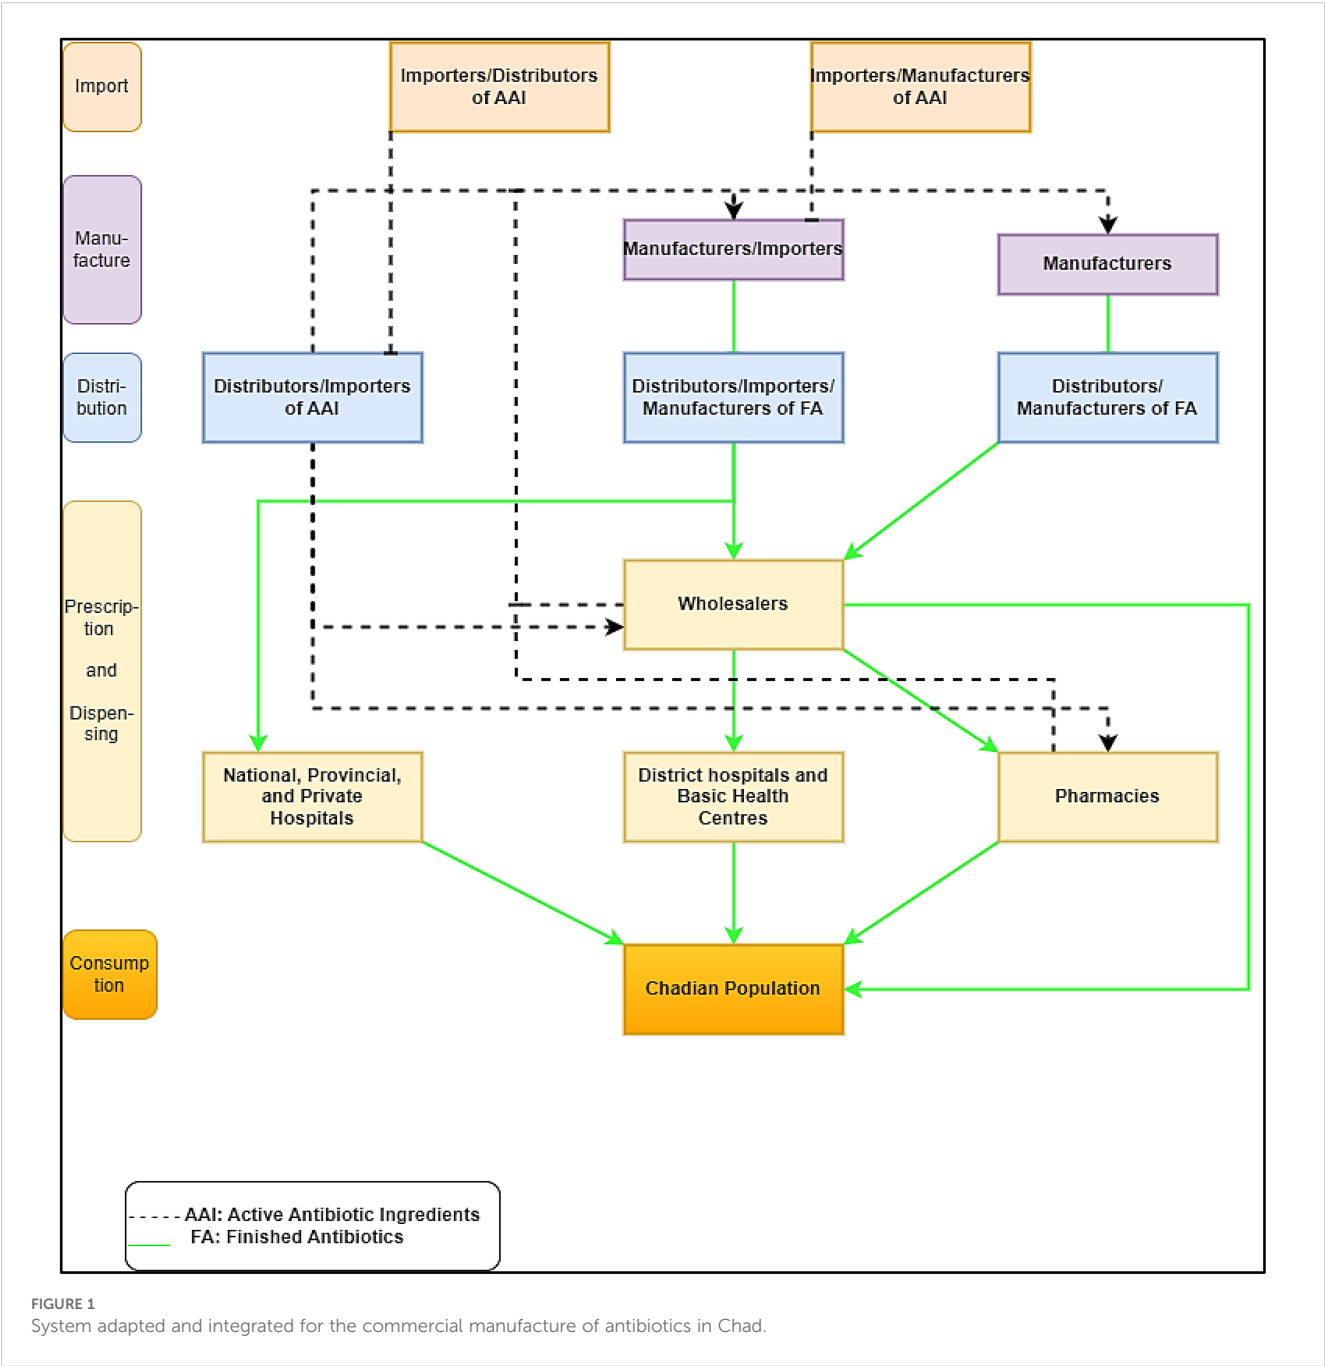 Import
Importers/Distributors
of AAI
Importers/Manufacturers
of AAI
Manu-
facture
Manufacturers/Importers
Manufacturers
Distri-
bution
Distributors/Importers
of AAI
Distributors/Importers/
Manufacturers of FA
Distributors/
Manufacturers of FA
Prescrip-
tion
and
Dispen-
sing
Wholesalers
National, Provincial,
and Private
Hospitals
District hospitals and
Basic Health
Centres
Pharmacies
Consump
tion
Chadian Population
AAI: Active Antibiotic Ingredients
FA: Finished Antibiotics
FIGURE 1
System adapted and integrated for the commercial manufacture of antibiotics in Chad.